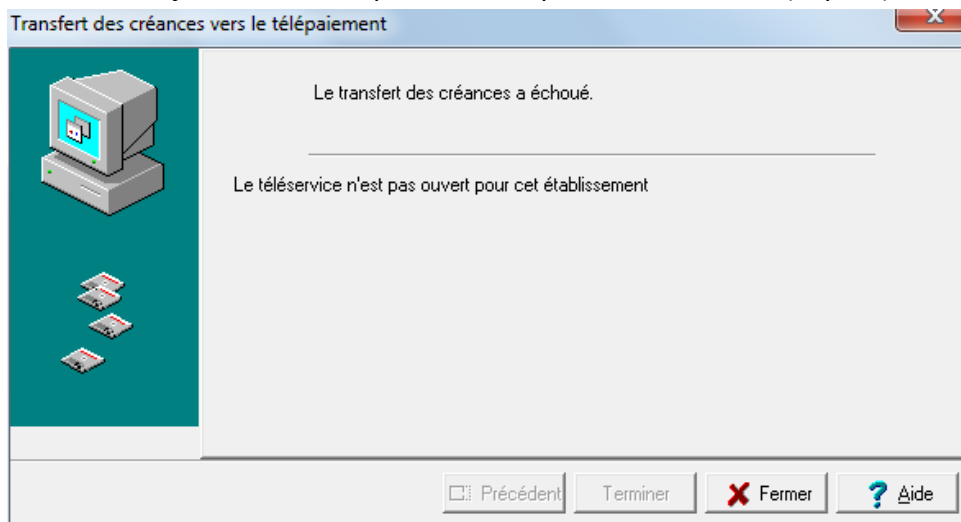 Transfert des créances vers le télépaiement
Le transfert des créances a échoué.
Le téléservice n'est pas ouvert pour cet établissement
Précédent Terminer Fermer Aide